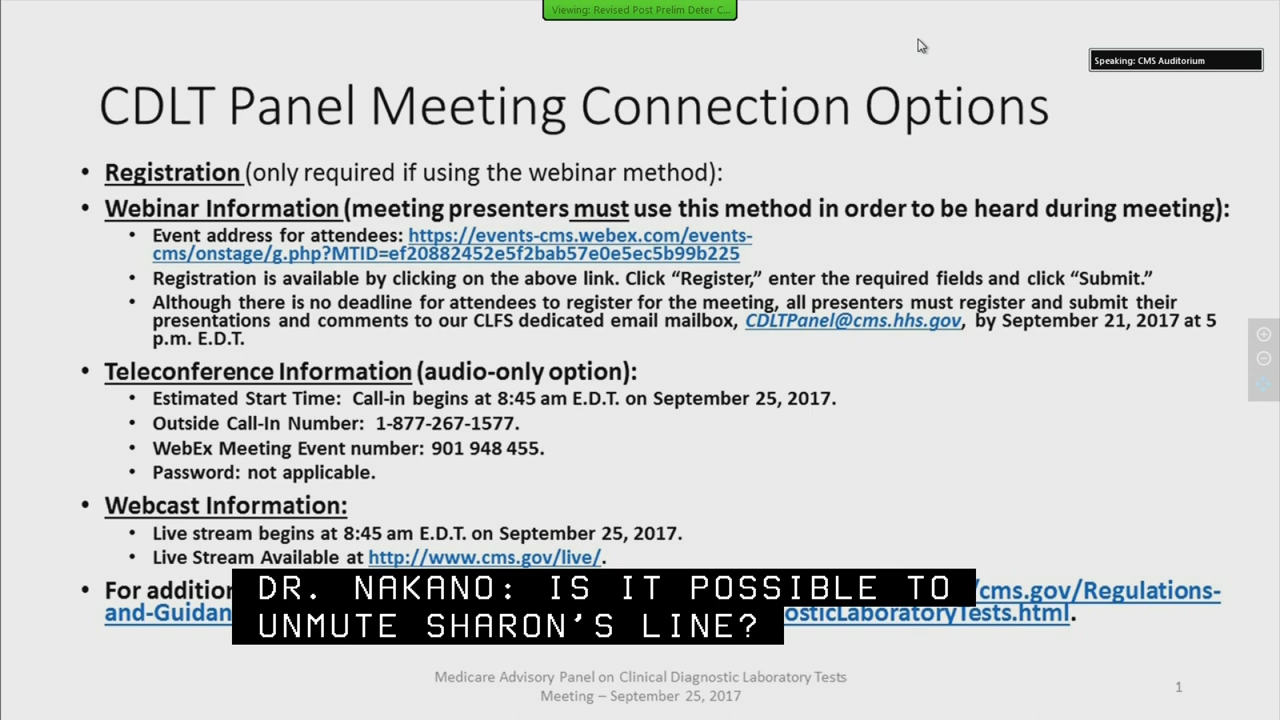 Viewing: Revised Post Prelim Deter C...
Speaking: CMS Auditorium
CDLT Panel Meeting Connection Options
• Registration (only required if using the webinar method):
• Webinar Information (meeting presenters must use this method in order to be heard during meeting):
• Event address for attendees: https://events-cms.webex.com/events-
cms/onstage/g.php?MTID=ef20882452e5f2bab57e0e5ec5b99b225
• Registration is available by clicking on the above link. Click “Register,” enter the required fields and click “Submit.”
• Although there is no deadline for attendees to register for the meeting, all presenters must register and submit their
presentations and comments to our CLFS dedicated email mailbox, CDLTPanel@cms.hhs.gov, by September 21, 2017 at 5
p.m. E.D.T.
• Teleconference Information (audio-only option):
• Estimated Start Time: Call-in begins at 8:45 am E.D.T. on September 25, 2017.
• Outside Call-In Number: 1-877-267-1577.
• WebEx Meeting Event number: 901 948 455.
• Password: not applicable.
• Webcast Information:
• Live stream begins at 8:45 am E.D.T. on September 25, 2017.
• Live Stream Available at http://www.cms.gov/live/.
• For addition /cms.gov/Regulations-
and-Guidan osticLaboratoryTests.html.
DR. NAKANO: IS IT POSSIBLE TO
UNMUTE SHARON'S LINE?
Medicare Advisory Panel on Clinical Diagnostic Laboratory Tests
Meeting – September 25, 2017
1